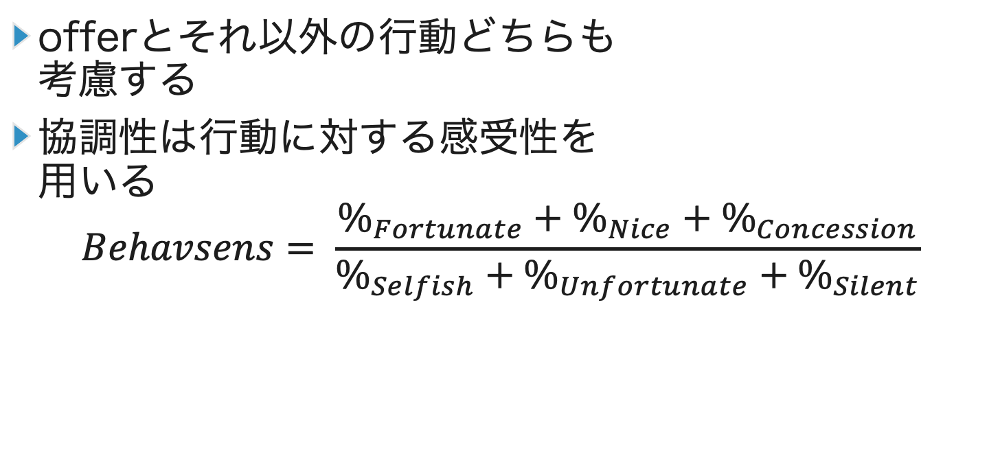 offerとそれ以外の行動どちらも
考慮する
協調性は行動に対する感受性を
用いる
%Fortunate + %Nice + %Concession
Behavsens =
%Selfish + %Unfortunate + %Silent